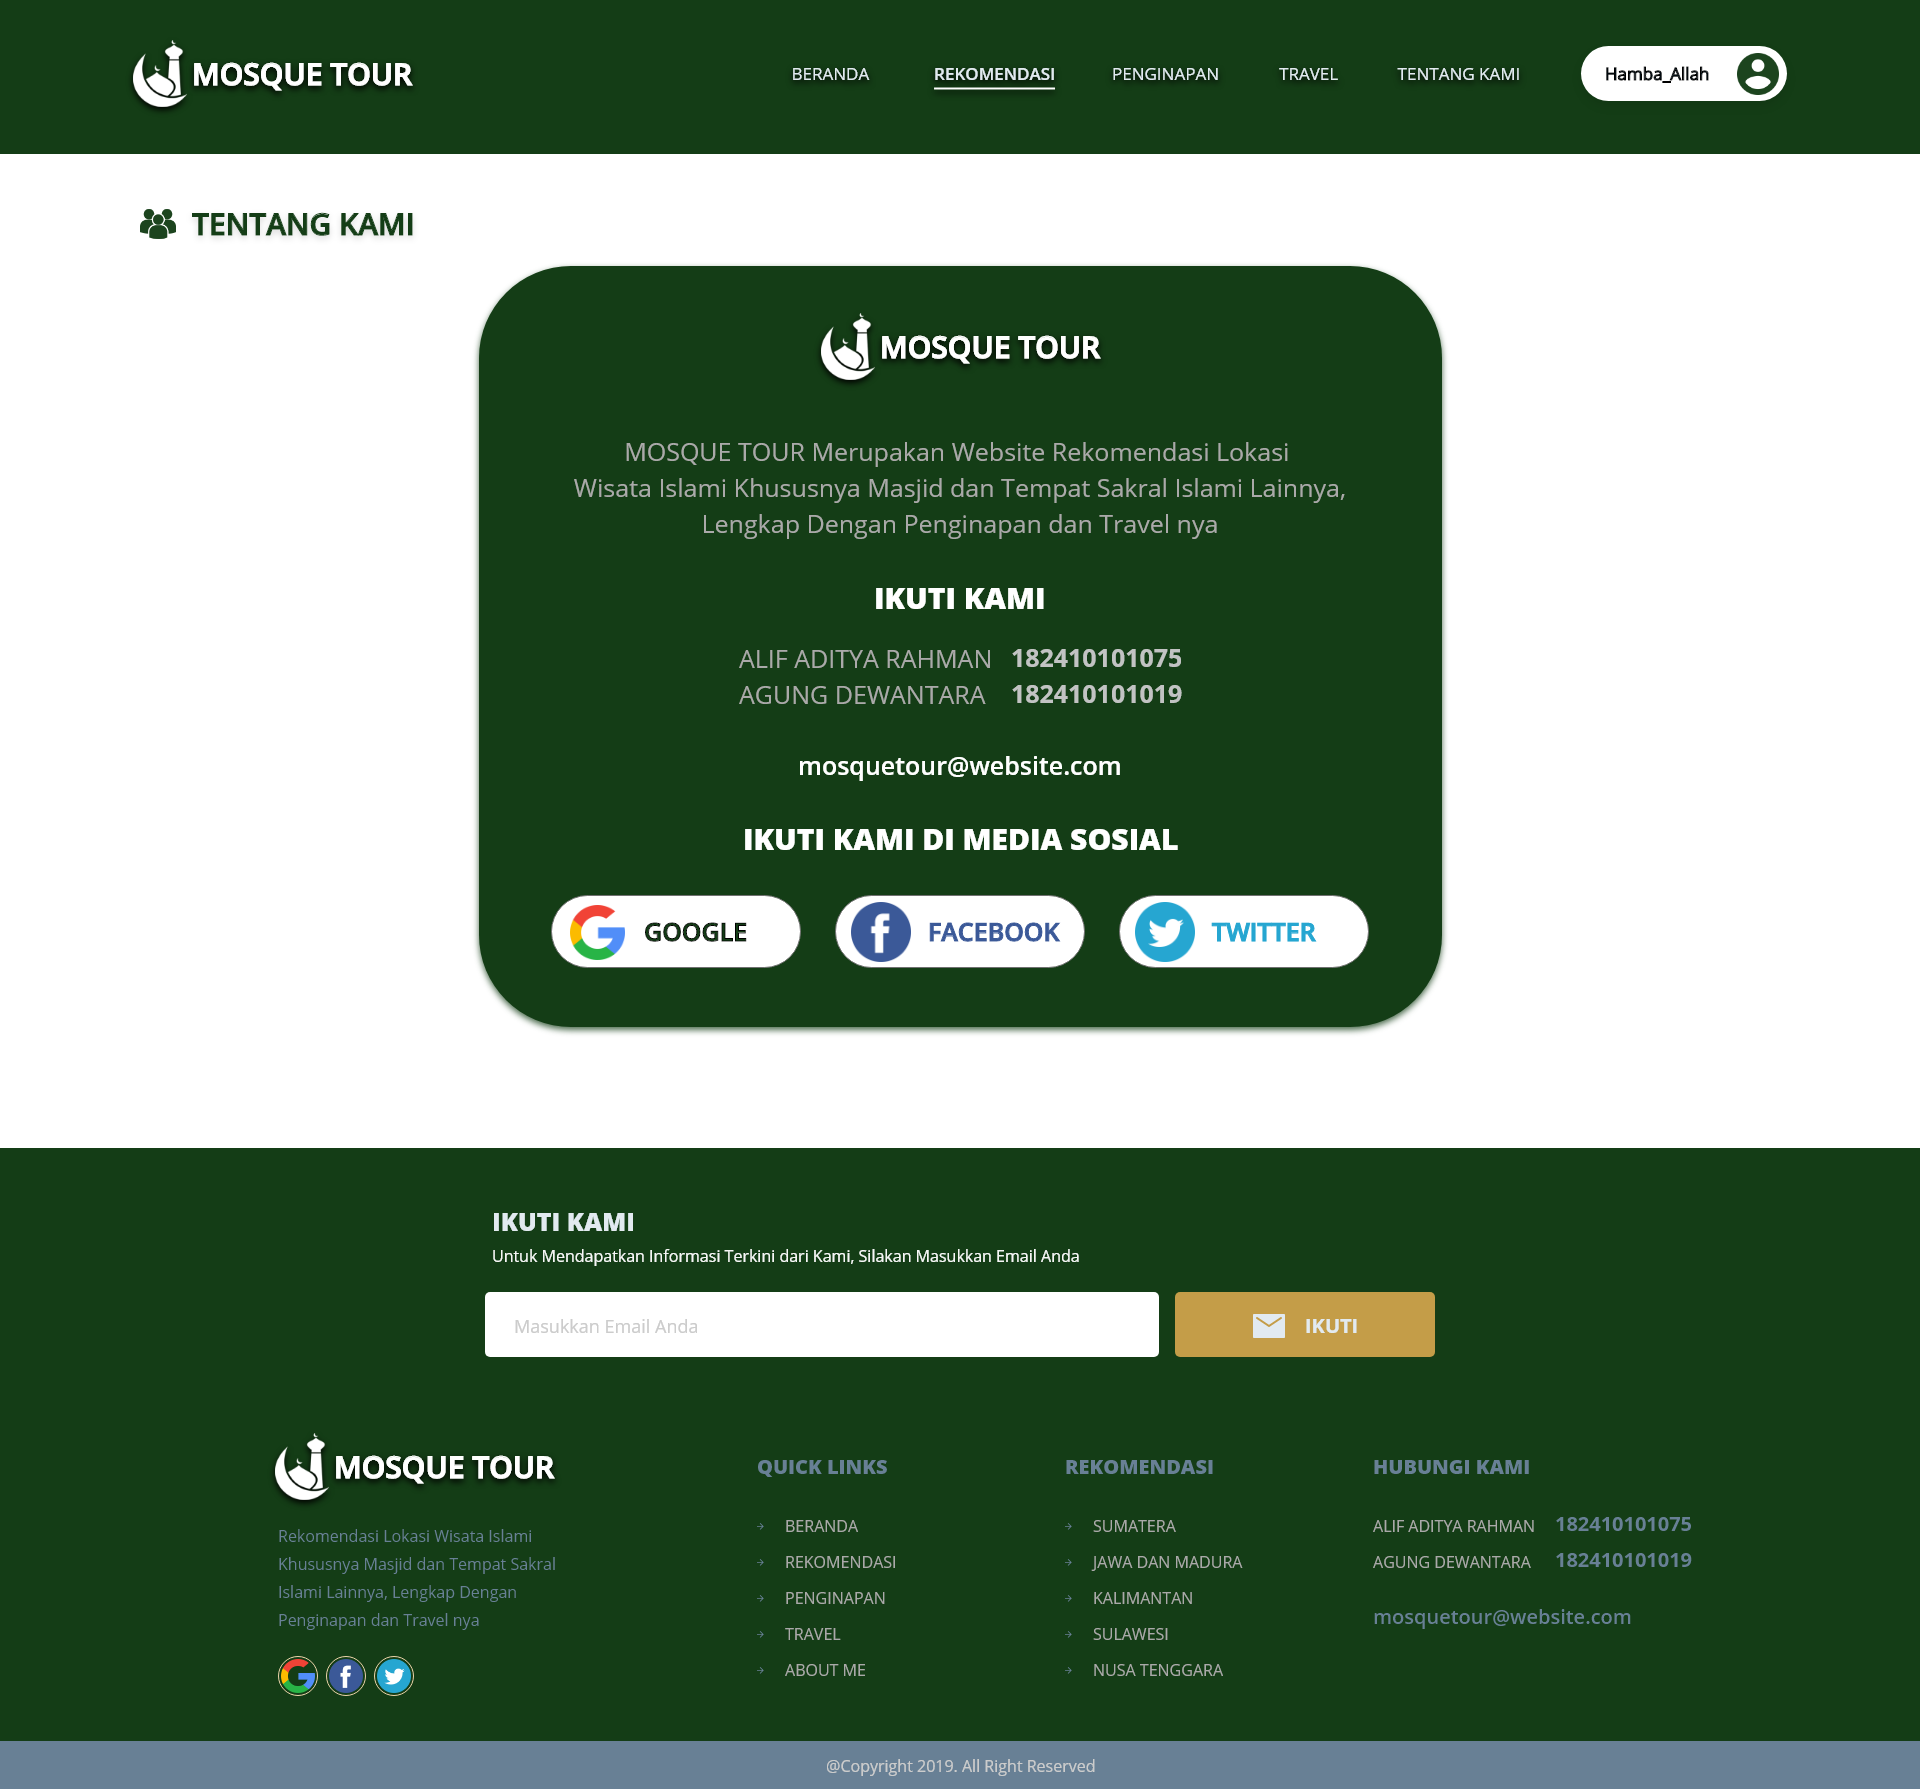 MOSQUE TOUR
BERANDA
REKOMENDASI
PENGINAPAN
TRAVEL
TENTANG KAMI
Hamba_Allah
TENTANG KAMI
MOSQUE TOUR
MOSQUE TOUR Merupakan Website Rekomendasi Lokasi
Wisata Islami Khususnya Masjid dan Tempat Sakral Islami Lainnya,
Lengkap Dengan Penginapan dan Travel nya
IKUTI KAMI
ALIF ADITYA RAHMAN 182410101075
AGUNG DEWANTARA 182410101019
mosquetour@website.com
IKUTI KAMI DI MEDIA SOSIAL
GOOGLE
FACEBOOK
TWITTER
IKUTI KAMI
Untuk Mendapatkan Informasi Terkini dari Kami, Silakan Masukkan Email Anda
Masukkan Email Anda
IKUTI
MOSQUE TOUR
Rekomendasi Lokasi Wisata Islami
Khususnya Masjid dan Tempat Sakral
Islami Lainnya, Lengkap Dengan
Penginapan dan Travel nya
QUICK LINKS
BERANDA
REKOMENDASI
PENGINAPAN
TRAVEL
ABOUT ME
REKOMENDASI
SUMATERA
JAWA DAN MADURA
KALIMANTAN
SULAWESI
NUSA TENGGARA
HUBUNGI KAMI
ALIF ADITYA RAHMAN 182410101075
AGUNG DEWANTARA 182410101019
mosquetour@website.com
@Copyright 2019. All Right Reserved